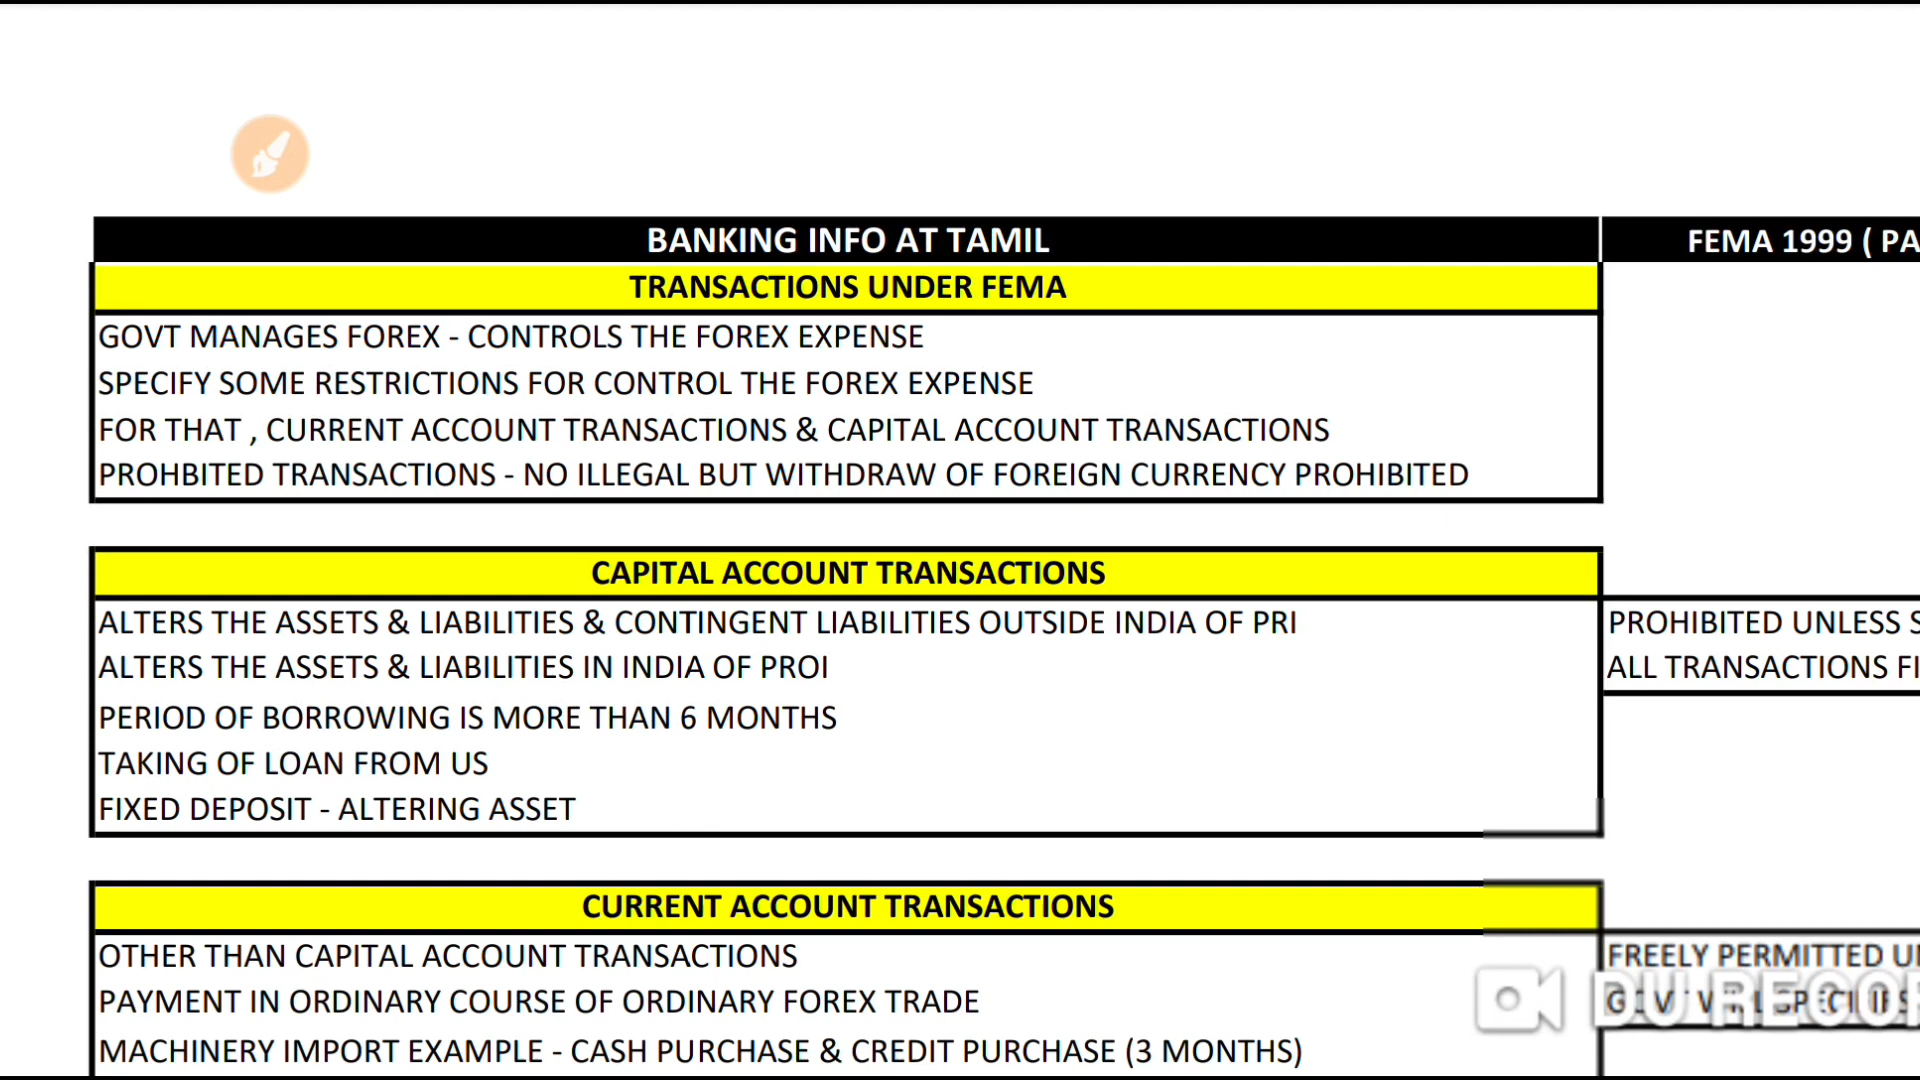 BANKING INFO AT TAMIL
FEMA 1999 ( PA
TRANSACTIONS UNDER FEMA
GOVT MANAGES FOREX - CONTROLS THE FOREX EXPENSE
SPECIFY SOME RESTRICTIONS FOR CONTROL THE FOREX EXPENSE
FOR THAT , CURRENT ACCOUNT TRANSACTIONS & CAPITAL ACCOUNT TRANSACTIONS
PROHBITED TRANSACTIONS - NO ILLEGAL BUT WITHDRAW OF FOREIGN CURRENCY PROHIBITED
CAPITAL ACCOUNT TRANSACTIONS
ALTERS THE ASSETS & LIABILITIES & CONTINGENT LIABILITIES OUTSIDE INDIA OF PRI
PROHIBITED UNLESS S
ALTERS THE ASSETS & LIABILITIES IN INDIA OF PROI
ALL TRANSACTIONS FI
PERIOD OF BORROWING IS MORE THAN 6 MONTHS
TAKING OF LOAN FROM US
FIXED DEPOSIT - ALTERING ASSET
CURRENT ACCOUNT TRANSACTIONS
OTHER THAN CAPITAL ACCOUNT TRANSACTIONS
FREELY PERMITTED UN
PAYMENT IN ORDINARY COURSE OF ORDINARY FOREX TRADE
DU RECOR
MACHINERY IMPORT EXAMPLE - CASH PURCHASE & CREDIT PURCHASE (3 MONTHS)